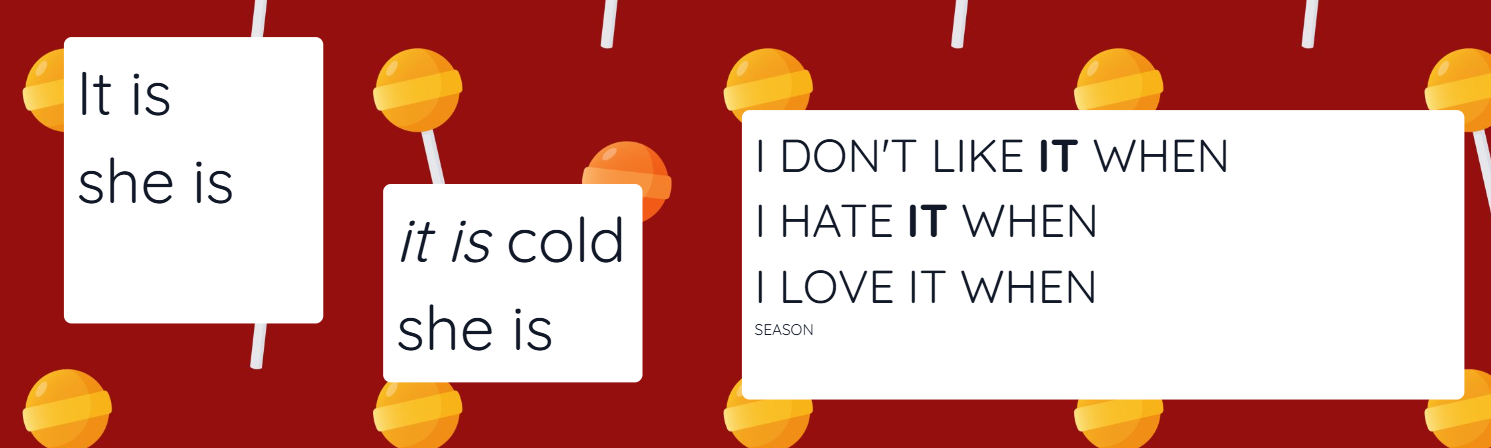 It is
she is
it is cold
she is
I DON'T LIKE IT WHEN
I HATE IT WHEN
I LOVE IT WHEN
SEASON